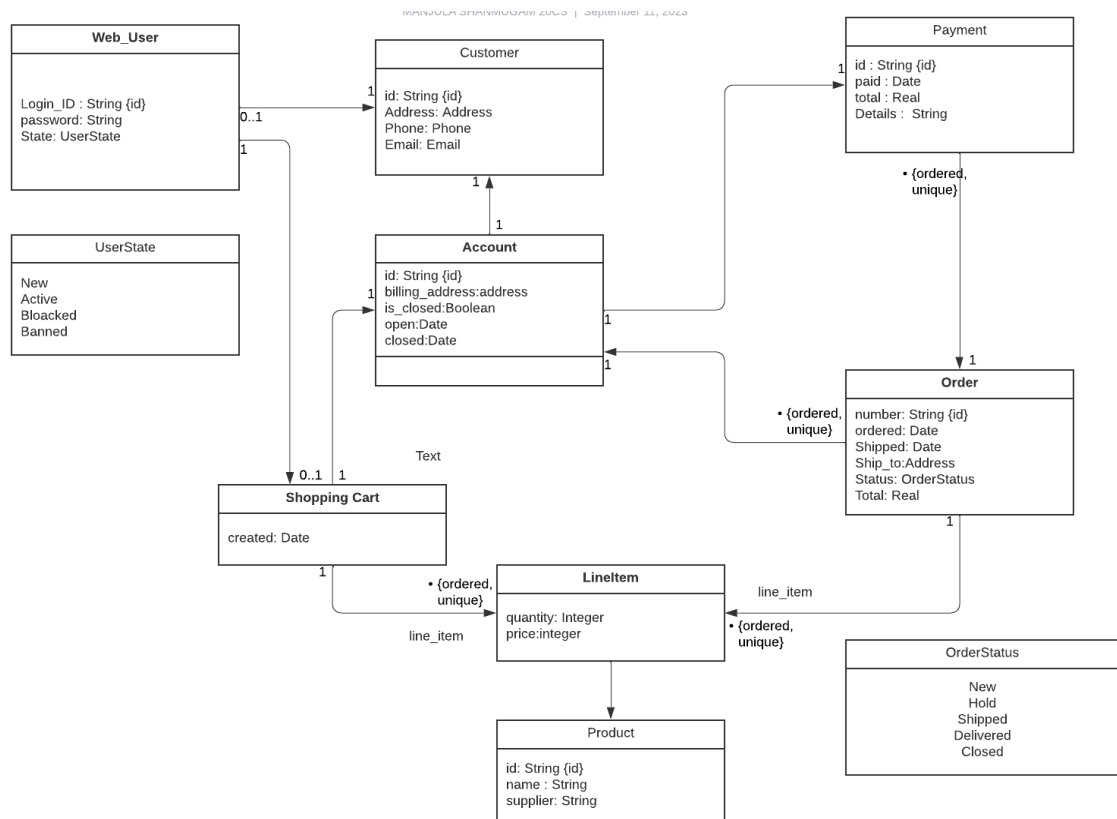 MANJULA SHANMUGAM 20CS | September 11, 2023
Web_User
Login_ID : String {id}
password: String
State: UserState
0..1
1
1
Customer
id: String {id}
Address: Address
Phone: Phone
Email: Email
1
1
Payment
id : String {id}
paid : Date
total : Real
Details : String
1
• {ordered,
unique}
1
UserState
New
Active
Bloacked
Banned
Account
id: String {id}
billing_address:address
is_closed:Boolean
open:Date
closed:Date
1
1
1
Order
number: String {id}
ordered: Date
Shipped: Date
Ship_to:Address
Status: OrderStatus
Total: Real
• {ordered,
unique}
1
Text
0..1
1
Shopping Cart
created: Date
1
• {ordered,
unique}
line_item
LineItem
quantity: Integer
price:integer
line_item
• {ordered,
unique}
OrderStatus
New
Hold
Shipped
Delivered
Closed
Product
id: String {id}
name : String
supplier: String